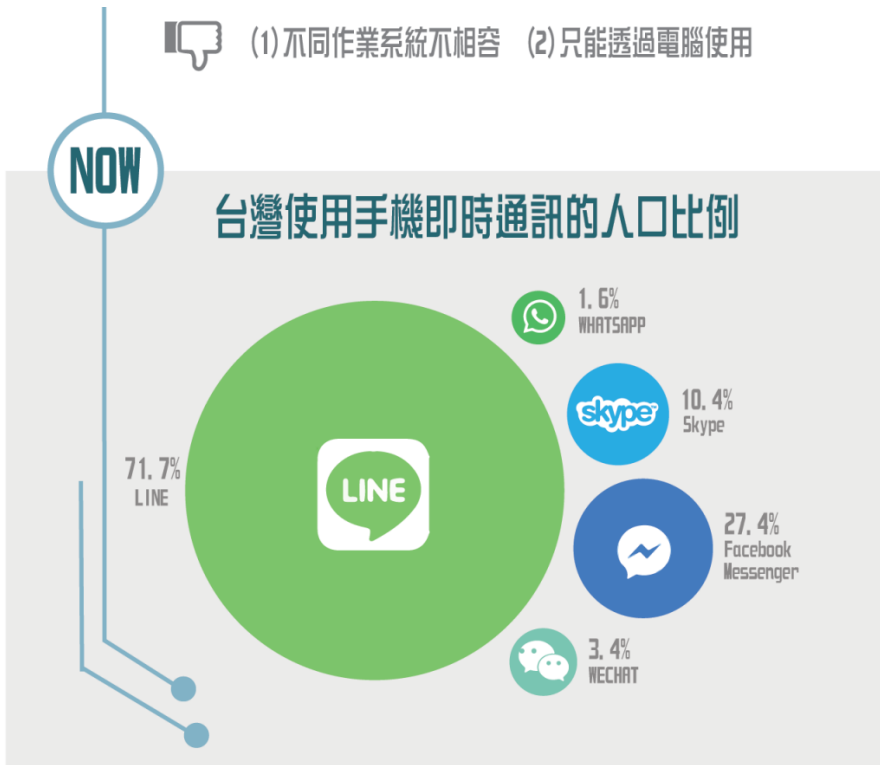 (1)不同作業系統不相容 (2)只能透過電腦使用
NOW
台灣使用手機即時通訊的人口比例
1.6%
WHATSAPP
skype
10.4%
Skype
71.7%
LINE
LINE
27.4%
Facebook
Messenger
3.4%
WECHAT